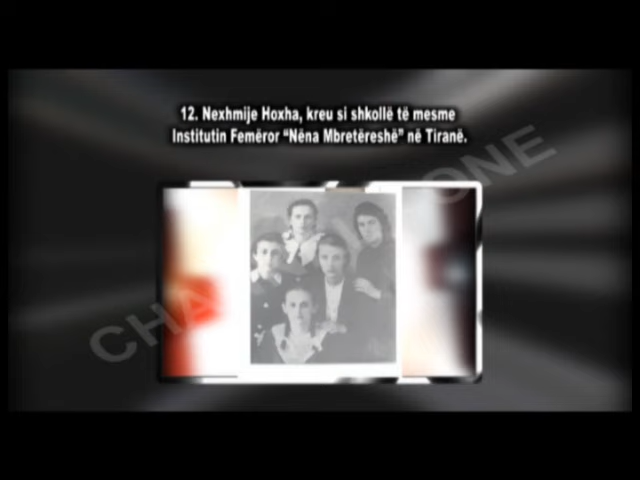 12. Nexhmije Hoxha, kreu si shkollë të mesme
Institutin Femëror “Nëna Mbretëreshë” në Tiranë.